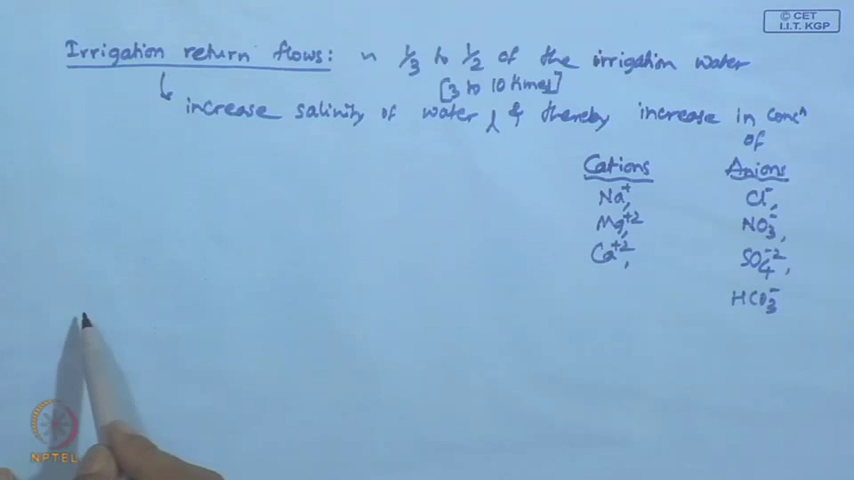 © CET
I.I.T. KGP
Irrigation return flows: ~ 1/3 to 1/2 of the irrigation water
[3 to 10 times]
increase salinity of water, & thereby increase in concⁿ
of
Cations Anions
Na⁺, Cl⁻,
Mg⁺², NO₃⁻,
Ca⁺², SO₄⁻²,
HCO₃⁻
NPTEL